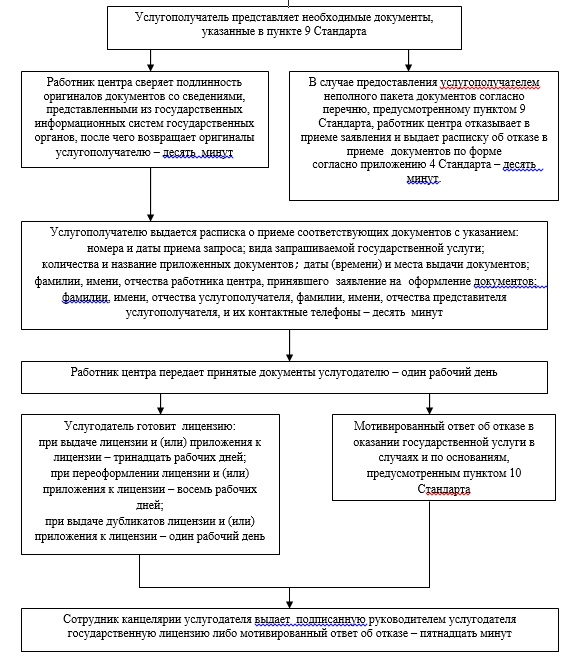 Услугополучатель представляет необходимые документы,
указанные в пункте 9 Стандарта
Работник центра сверяет подлинность
оригиналов документов со сведениями,
представленными из государственных
информационных систем государственных
органов, после чего возвращает оригиналы
услугополучателю – десять минут
В случае предоставления услугополучателем
неполного пакета документов согласно
перечню, предусмотренному пунктом 9
Стандарта, работник центра отказывает в
приеме заявления и выдает расписку об отказе в
приеме документов по форме
согласно приложению 4 Стандарта – десять
минут.
Услугополучателю выдается расписка о приеме соответствующих документов с указанием:
номера и даты приема запроса; вида запрашиваемой государственной услуги;
количества и название приложенных документов; даты (времени) и места выдачи документов;
фамилии, имени, отчества работника центра, принявшего заявление на оформление документов;
фамилии, имени, отчества услугополучателя, фамилии, имени, отчества представителя
услугополучателя, и их контактные телефоны – десять минут
Работник центра передает принятые документы услугодателю – один рабочий день
Услугодатель готовит лицензию:
при выдаче лицензии и (или) приложения к
лицензии – тринадцать рабочих дней;
при переоформлении лицензии и (или)
приложения к лицензии – восемь рабочих
дней;
при выдаче дубликатов лицензии и (или)
приложения к лицензии – один рабочий день
Мотивированный ответ об отказе в
оказании государственной услуги в
случаях и по основаниям,
предусмотренным пунктом 10
Стандарта
Сотрудник канцелярии услугодателя выдает подписанную руководителем услугодателя
государственную лицензию либо мотивированный ответ об отказе – пятнадцать минут